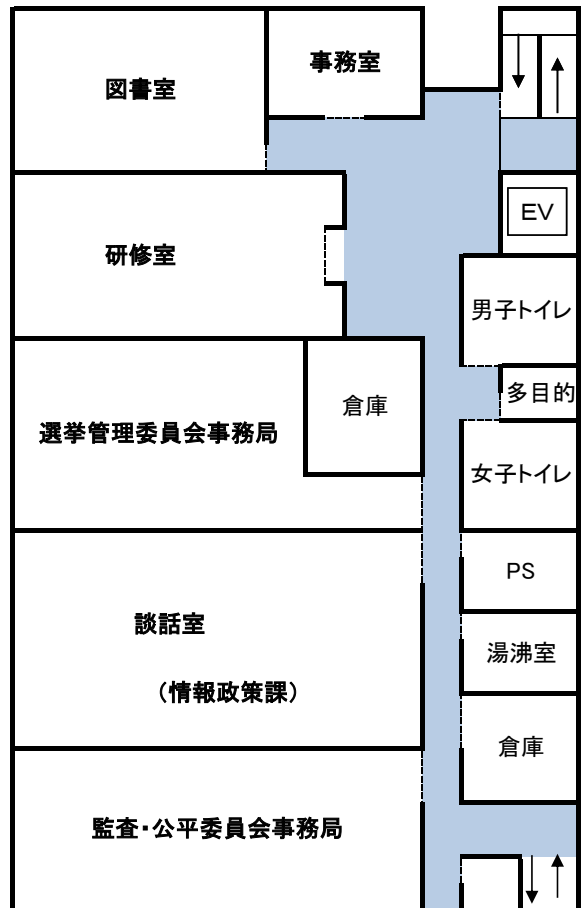 図書室
事務室
研修室
EV
男子トイレ
多目的
倉庫
選挙管理委員会事務局
女子トイレ
PS
談話室
(情報政策課)
湯沸室
倉庫
監査・公平委員会事務局